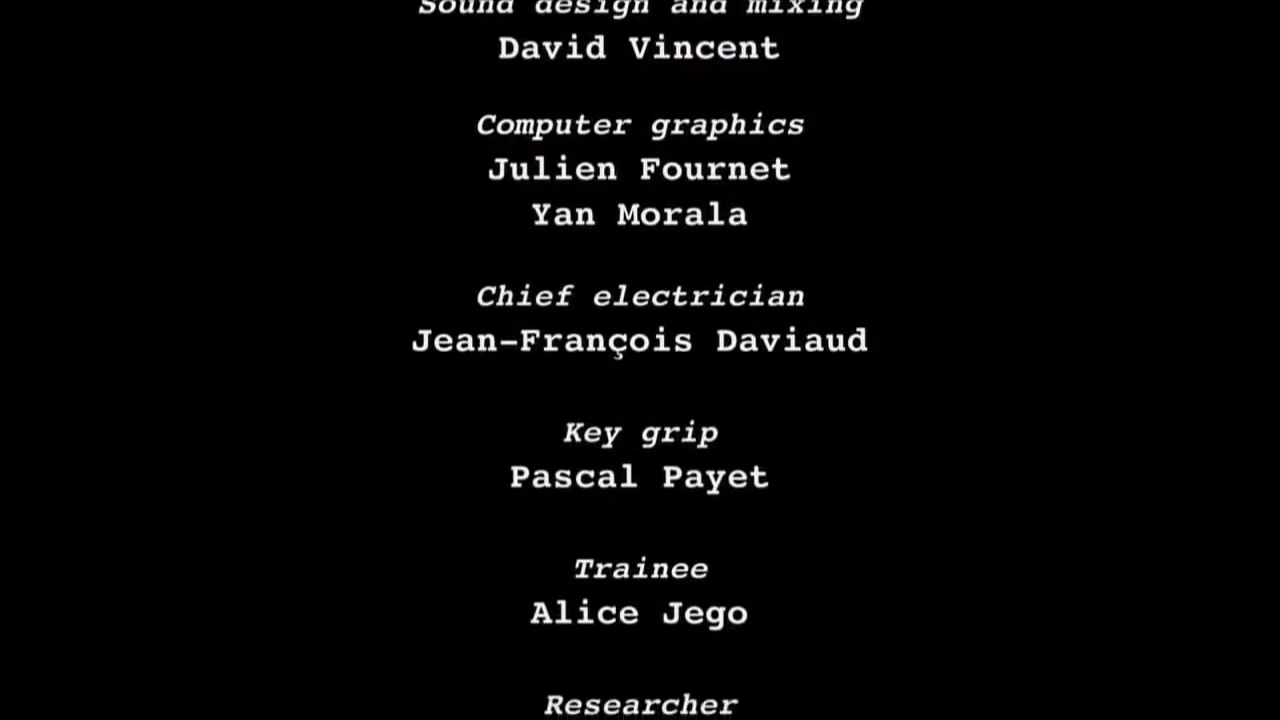 Sound design and mixing
David Vincent
Computer graphics
Julien Fournet
Yan Morala
Chief electrician
Jean-François Daviaud
Key grip
Pascal Payet
Trainee
Alice Jego
Researcher